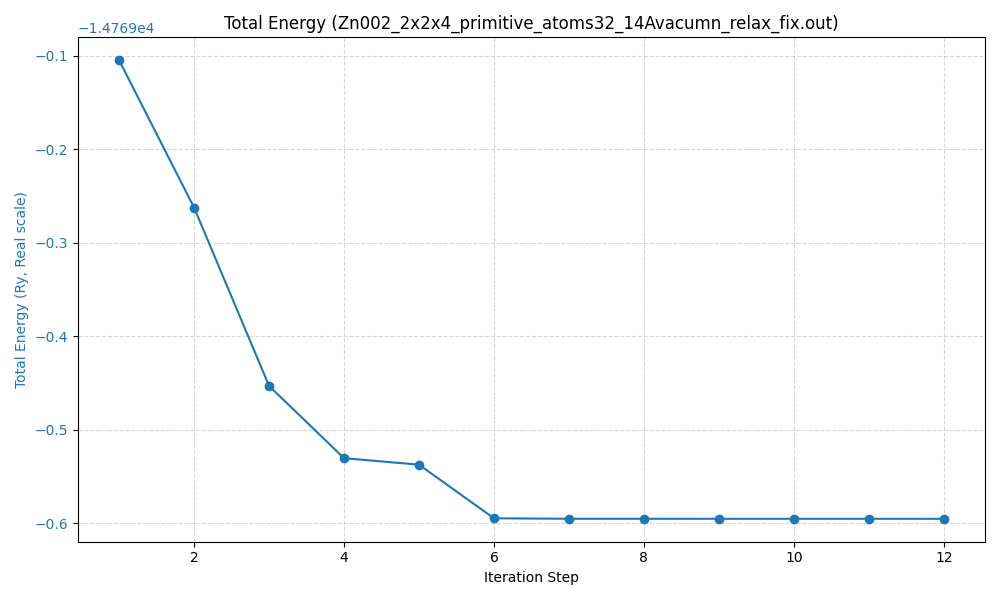 Total Energy (Zn002_2x2x4_primitive_atoms32_14Avacumn_relax_fix.out)
−1.4769e4
−0.1
−0.2
−0.3
−0.4
−0.5
−0.6
Total Energy (Ry, Real scale)
2 4 6 8 10 12
Iteration Step